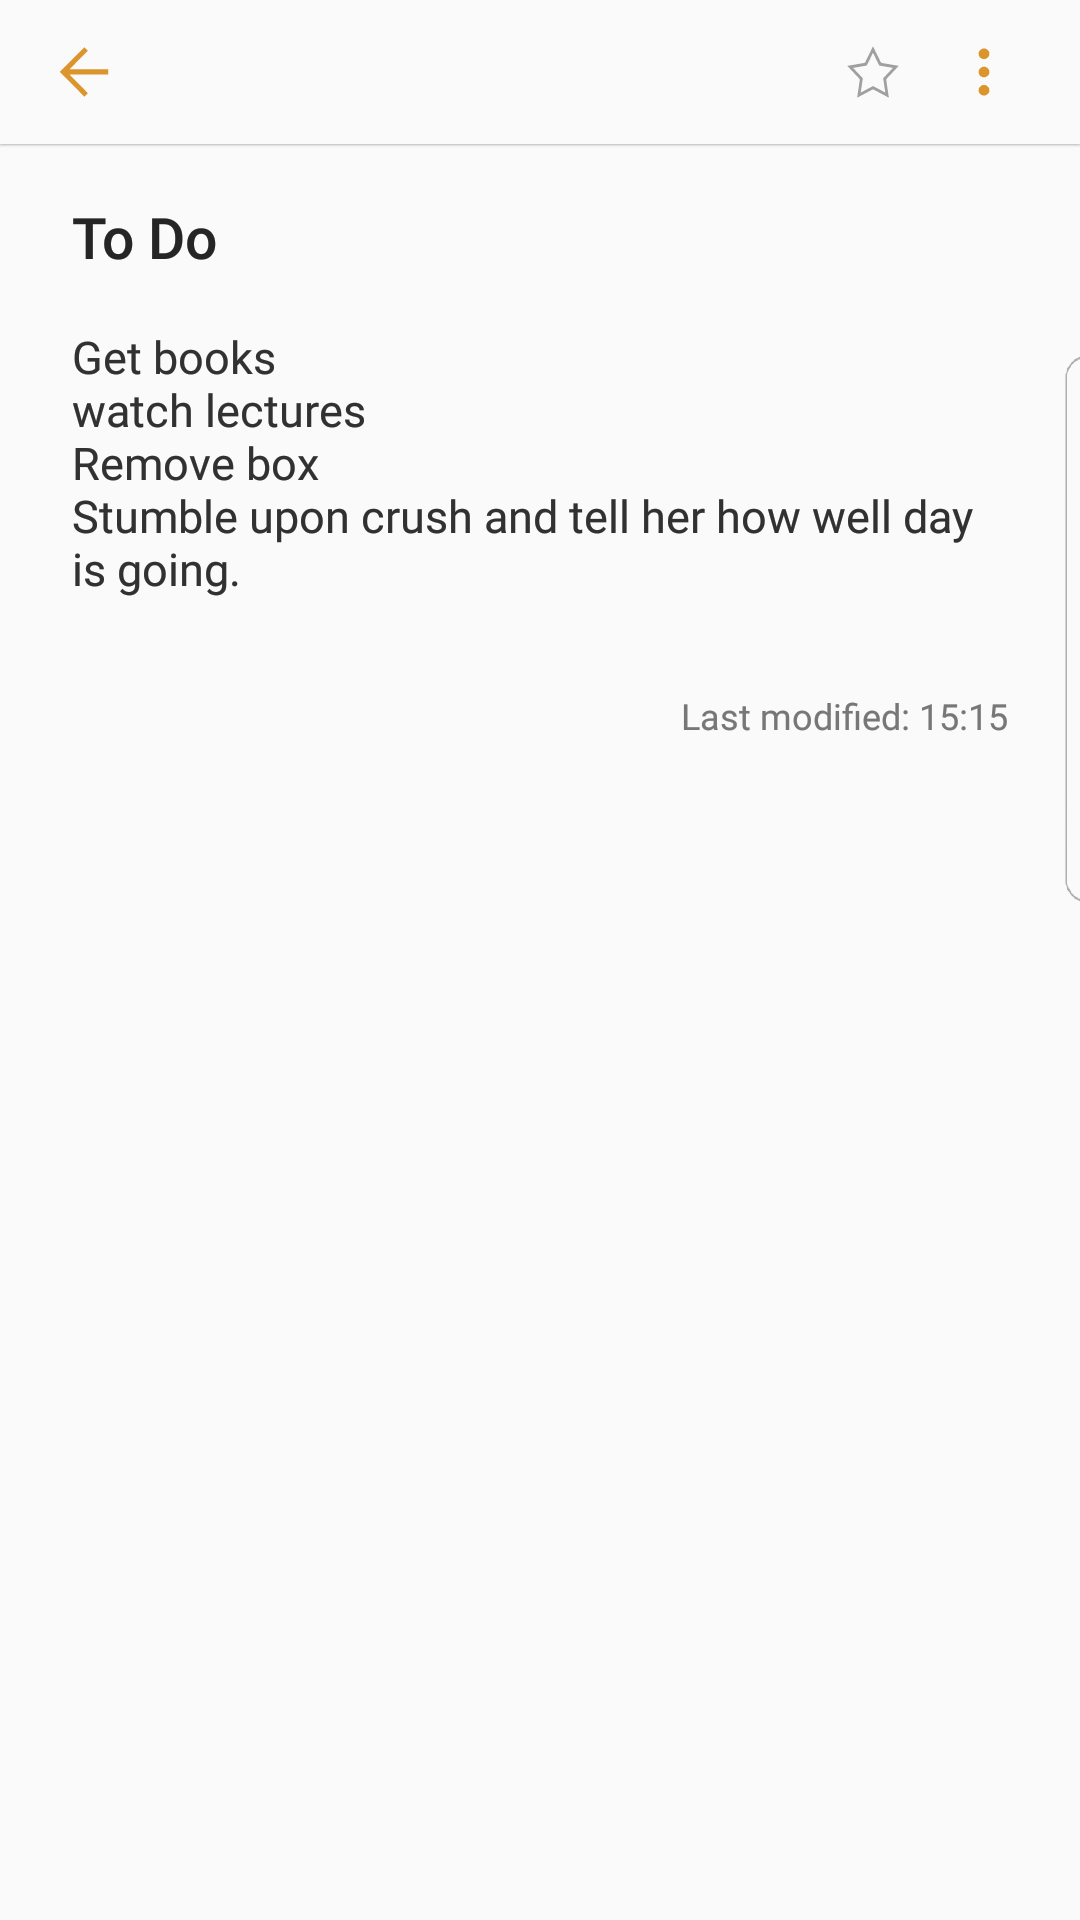 To Do
Get books
watch lectures
Remove box
Stumble upon crush and tell her how well day
is going.
Last modified: 15:15